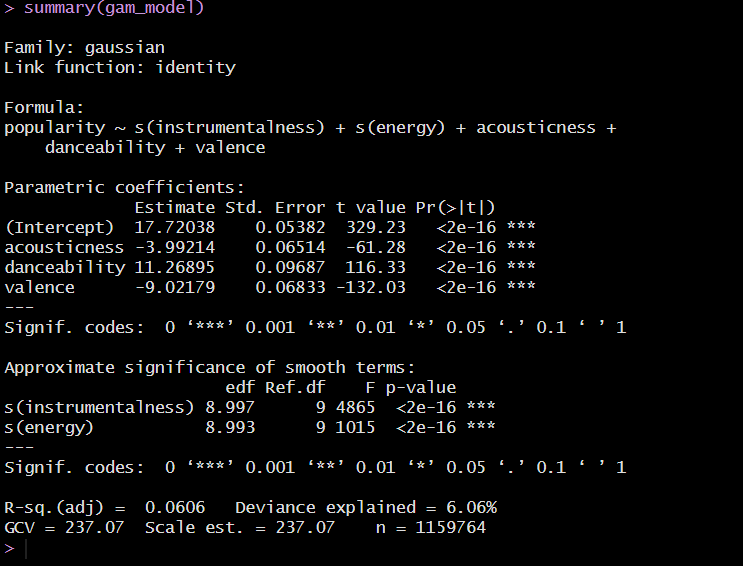 > summary(gam_model)
Family: gaussian
Link function: identity
Formula:
popularity ~ s(instrumentalness) + s(energy) + acousticness +
    danceability + valence
Parametric coefficients:
             Estimate Std. Error t value Pr(>|t|)
(Intercept)  17.72038    0.05382  329.23   <2e-16 ***
acousticness -3.99214    0.06514  -61.28   <2e-16 ***
danceability 11.26895    0.09687  116.33   <2e-16 ***
valence      -9.02179    0.06833 -132.03   <2e-16 ***
---
Signif. codes:  0 ‘***’ 0.001 ‘**’ 0.01 ‘*’ 0.05 ‘.’ 0.1 ‘ ’ 1
Approximate significance of smooth terms:
                      edf Ref.df    F p-value
s(instrumentalness) 8.997      9 4865  <2e-16 ***
s(energy)           8.993      9 1015  <2e-16 ***
---
Signif. codes:  0 ‘***’ 0.001 ‘**’ 0.01 ‘*’ 0.05 ‘.’ 0.1 ‘ ’ 1
R-sq.(adj) =  0.0606   Deviance explained = 6.06%
GCV = 237.07  Scale est. = 237.07    n = 1159764
>